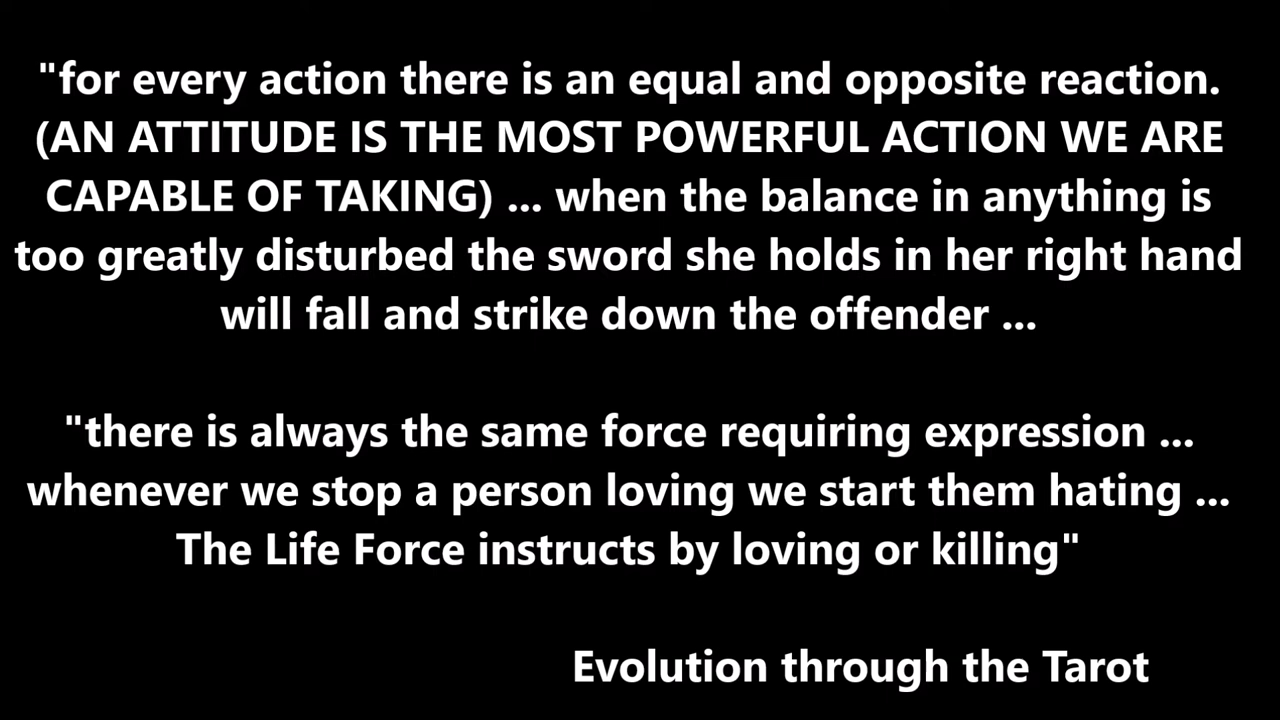 "for every action there is an equal and opposite reaction.
(AN ATTITUDE IS THE MOST POWERFUL ACTION WE ARE
CAPABLE OF TAKING) ... when the balance in anything is
too greatly disturbed the sword she holds in her right hand
will fall and strike down the offender ...
"there is always the same force requiring expression ...
whenever we stop a person loving we start them hating ...
The Life Force instructs by loving or killing"
Evolution through the Tarot